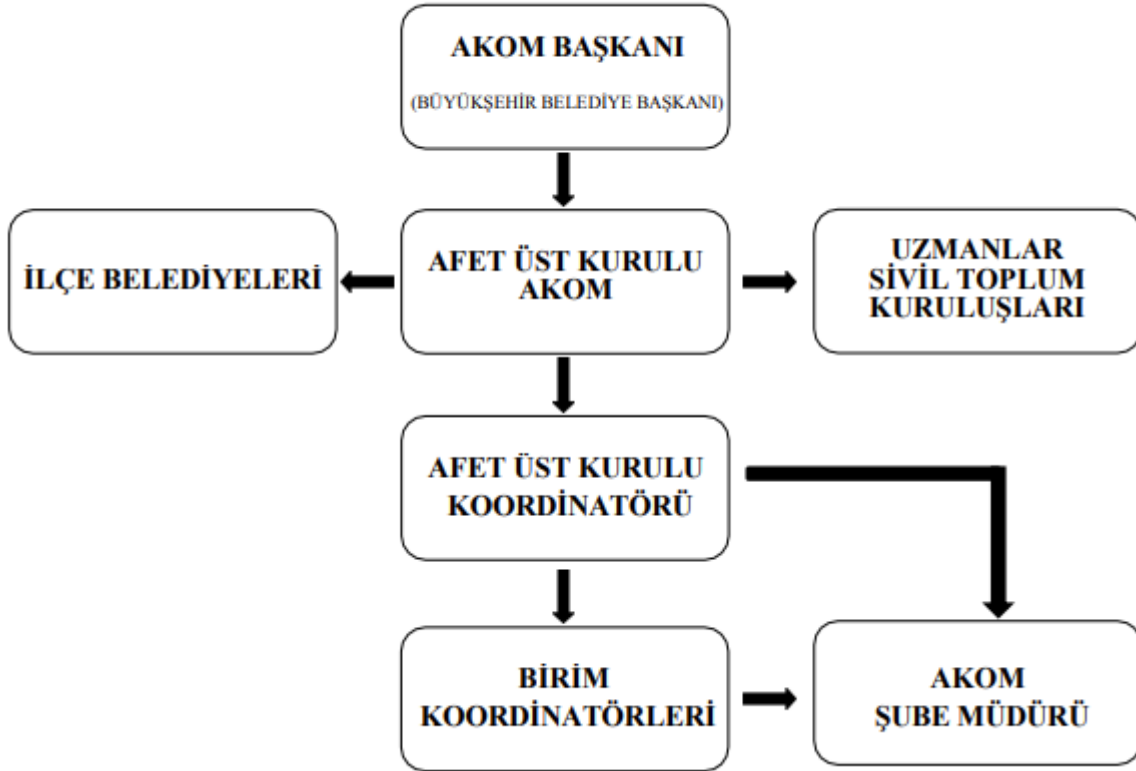 AKOM BAŞKANI
(BÜYÜKŞEHİR BELEDİYE BAŞKANI)
İLÇE BELEDİYELERİ
AFET ÜST KURULU
AKOM
UZMANLAR
SİVİL TOPLUM
KURULUŞLARI
AFET ÜST KURULU
KOORDİNATÖRÜ
BİRİM
KOORDİNATÖRLERİ
AKOM
ŞUBE MÜDÜRÜ